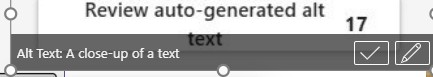 Review auto-generated alt
text
17
Alt Text: A close-up of a text